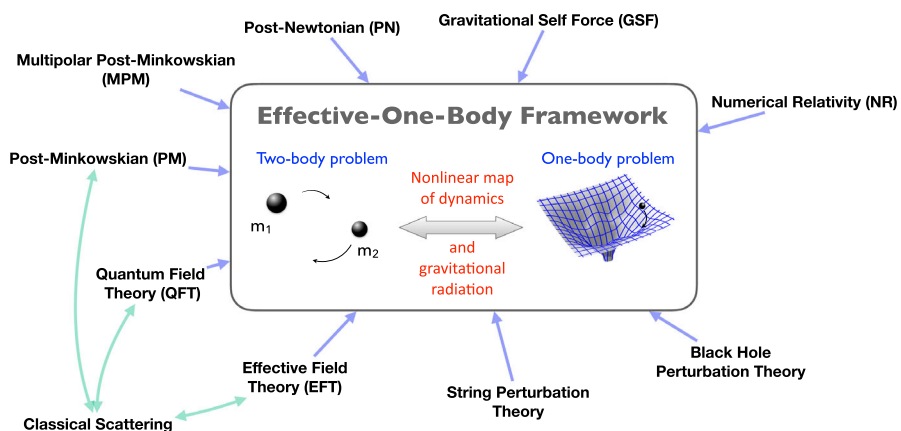 Post-Newtonian (PN)
Gravitational Self Force (GSF)
Multipolar Post-Minkowskian
(MPM)
Numerical Relativity (NR)
Effective-One-Body Framework
Post-Minkowskian (PM)
Two-body problem
One-body problem
Nonlinear map
of dynamics
m1
m2
and
gravitational
radiation
Quantum Field
Theory (QFT)
Effective Field
Theory (EFT)
String Perturbation
Theory
Black Hole
Perturbation Theory
Classical Scattering